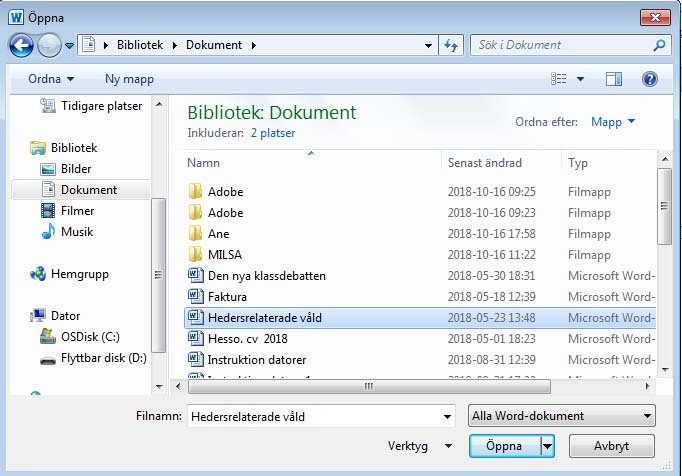 Öppna
Bibliotek Dokument
Sök i Dokument
Ordna
Ny mapp
Tidigare platser
Bibliotek
Bilder
Dokument
Filmer
Musik
Hemgrupp
Dator
OSDisk (C:)
Flyttbar disk (D:)
Bibliotek: Dokument
Inkluderar: 2 platser
Ordna efter: Mapp
Namn Senast ändrad Typ
Adobe 2018-10-16 09:25 Filmapp
Adobe 2018-10-16 09:23 Filmapp
Ane 2018-10-16 17:58 Filmapp
MILSA 2018-10-16 11:22 Filmapp
Den nya klassdebatten 2018-05-30 18:31 Microsoft Word-
Faktura 2018-05-18 12:39 Microsoft Word-
Hedersrelaterade våld 2018-05-23 13:48 Microsoft Word-
Hesso. cv 2018 2018-05-01 18:23 Microsoft Word-
Instruktion datorer 2018-08-31 12:39 Microsoft Word-
Filnamn: Hedersrelaterade våld
Alla Word-dokument
Verktyg
Öppna
Avbryt